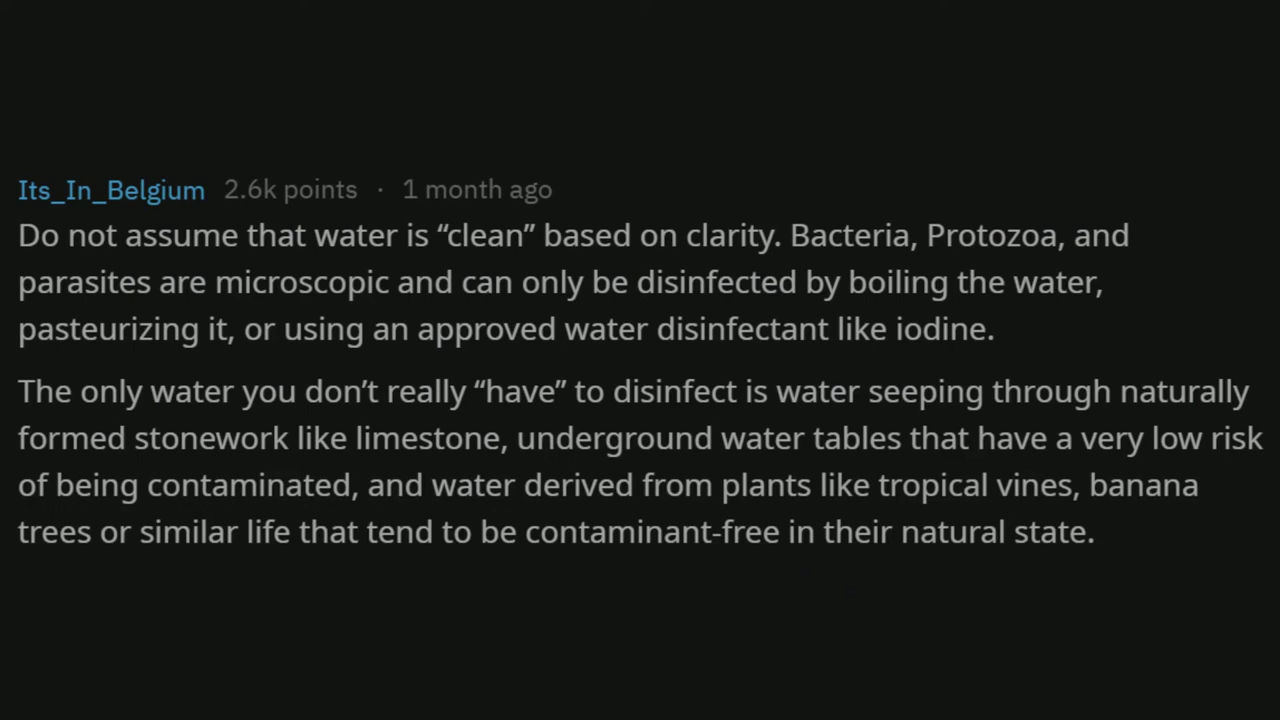 Its_In_Belgium 2.6k points · 1 month ago
Do not assume that water is “clean” based on clarity. Bacteria, Protozoa, and
parasites are microscopic and can only be disinfected by boiling the water,
pasteurizing it, or using an approved water disinfectant like iodine.
The only water you don’t really “have” to disinfect is water seeping through naturally
formed stonework like limestone, underground water tables that have a very low risk
of being contaminated, and water derived from plants like tropical vines, banana
trees or similar life that tend to be contaminant-free in their natural state.